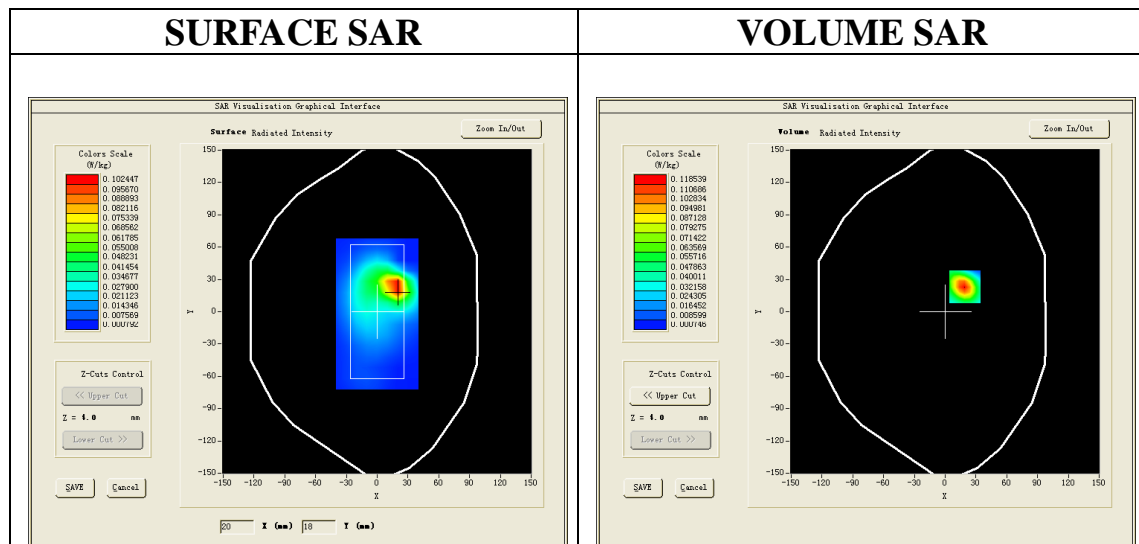 SURFACE SAR
VOLUME SAR
SAR Visualisation Graphical Interface
Surface Radiated Intensity
Zoom In/Out
Colors Scale
(W/kg)
0.102447
0.095670
0.088893
0.082116
0.075339
0.068562
0.061785
0.055008
0.048231
0.041454
0.034677
0.027900
0.021123
0.014346
0.007569
0.000792
150
120
90
60
30
0
-30
-60
-90
-120
-150
Y
-150 -120 -90 -60 -30 0 30 60 90 120 150
X
Z-Cuts Control
<< Upper Cut
Z = 4.0 mm
Lower Cut >>
SAVE Cancel
20 X (mm) 18 Y (mm)
SAR Visualisation Graphical Interface
Volume Radiated Intensity
Zoom In/Out
Colors Scale
(W/kg)
0.118539
0.110686
0.102834
0.094981
0.087128
0.079275
0.071422
0.063569
0.055716
0.047863
0.040011
0.032158
0.024305
0.016452
0.008599
0.000746
150
120
90
60
30
0
-30
-60
-90
-120
-150
Y
-150 -120 -90 -60 -30 0 30 60 90 120 150
X
Z-Cuts Control
<< Upper Cut
Z = 4.0 mm
Lower Cut >>
SAVE Cancel